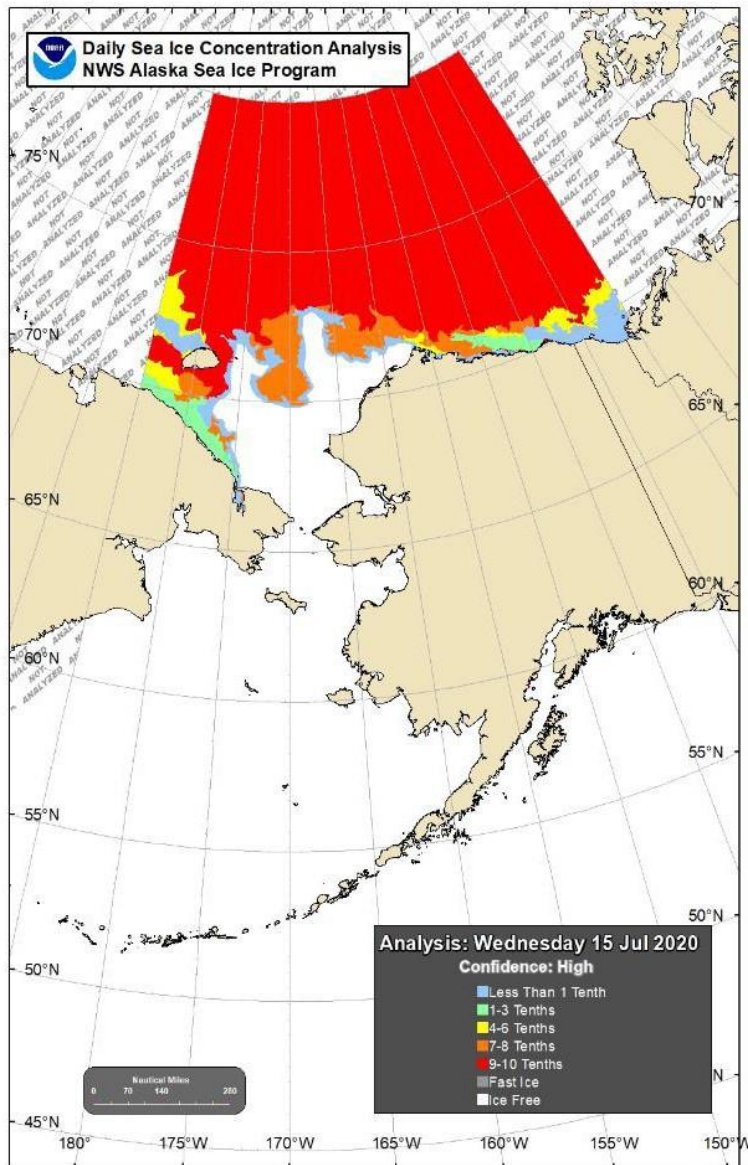 NOAA
Daily Sea Ice Concentration Analysis
NWS Alaska Sea Ice Program
NOT ANALYZED
75°N
70°N
70°N
65°N
65°N
60°N
60°N
55°N
55°N
50°N
50°N
45°N
Analysis: Wednesday 15 Jul 2020
Confidence: High
Less Than 1 Tenth
1-3 Tenths
4-6 Tenths
7-8 Tenths
9-10 Tenths
Fast Ice
Ice Free
Nautical Miles
0 70 140 280
180° 175°W 170°W 165°W 160°W 155°W 150°W